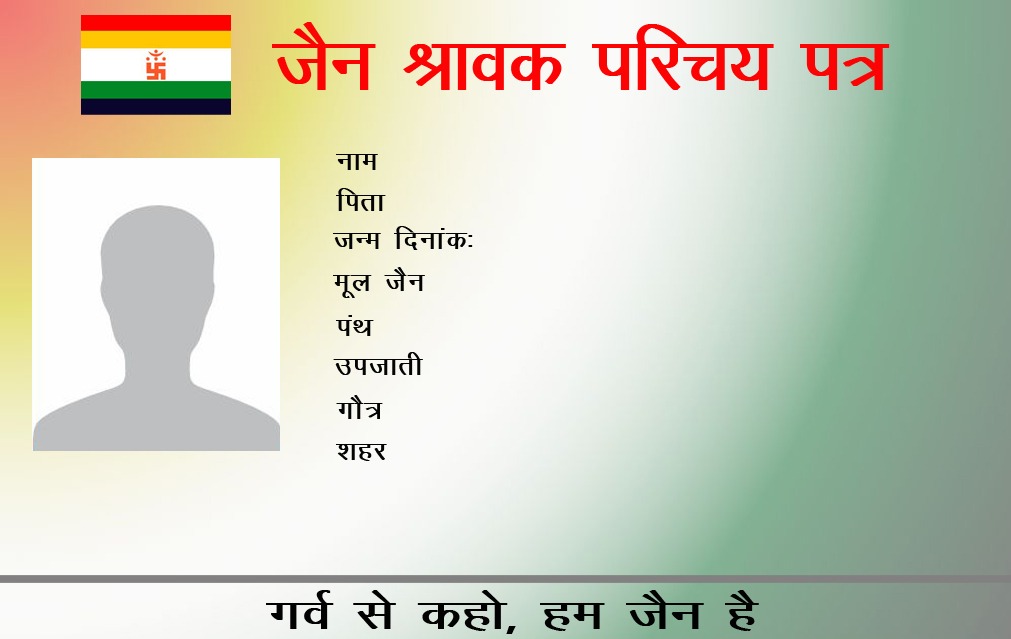 जैन श्रावक परिचय पत्र
नाम
पिता
जन्म दिनांक:
मूल जैन
पंथ
उपजाती
गौत्र
शहर
गर्व से कहो, हम जैन है